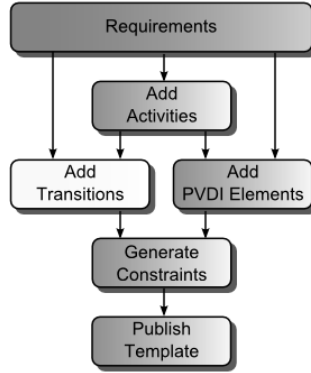 Requirements
Add
Activities
Add
Transitions
Add
PVDI Elements
Generate
Constraints
Publish
Template